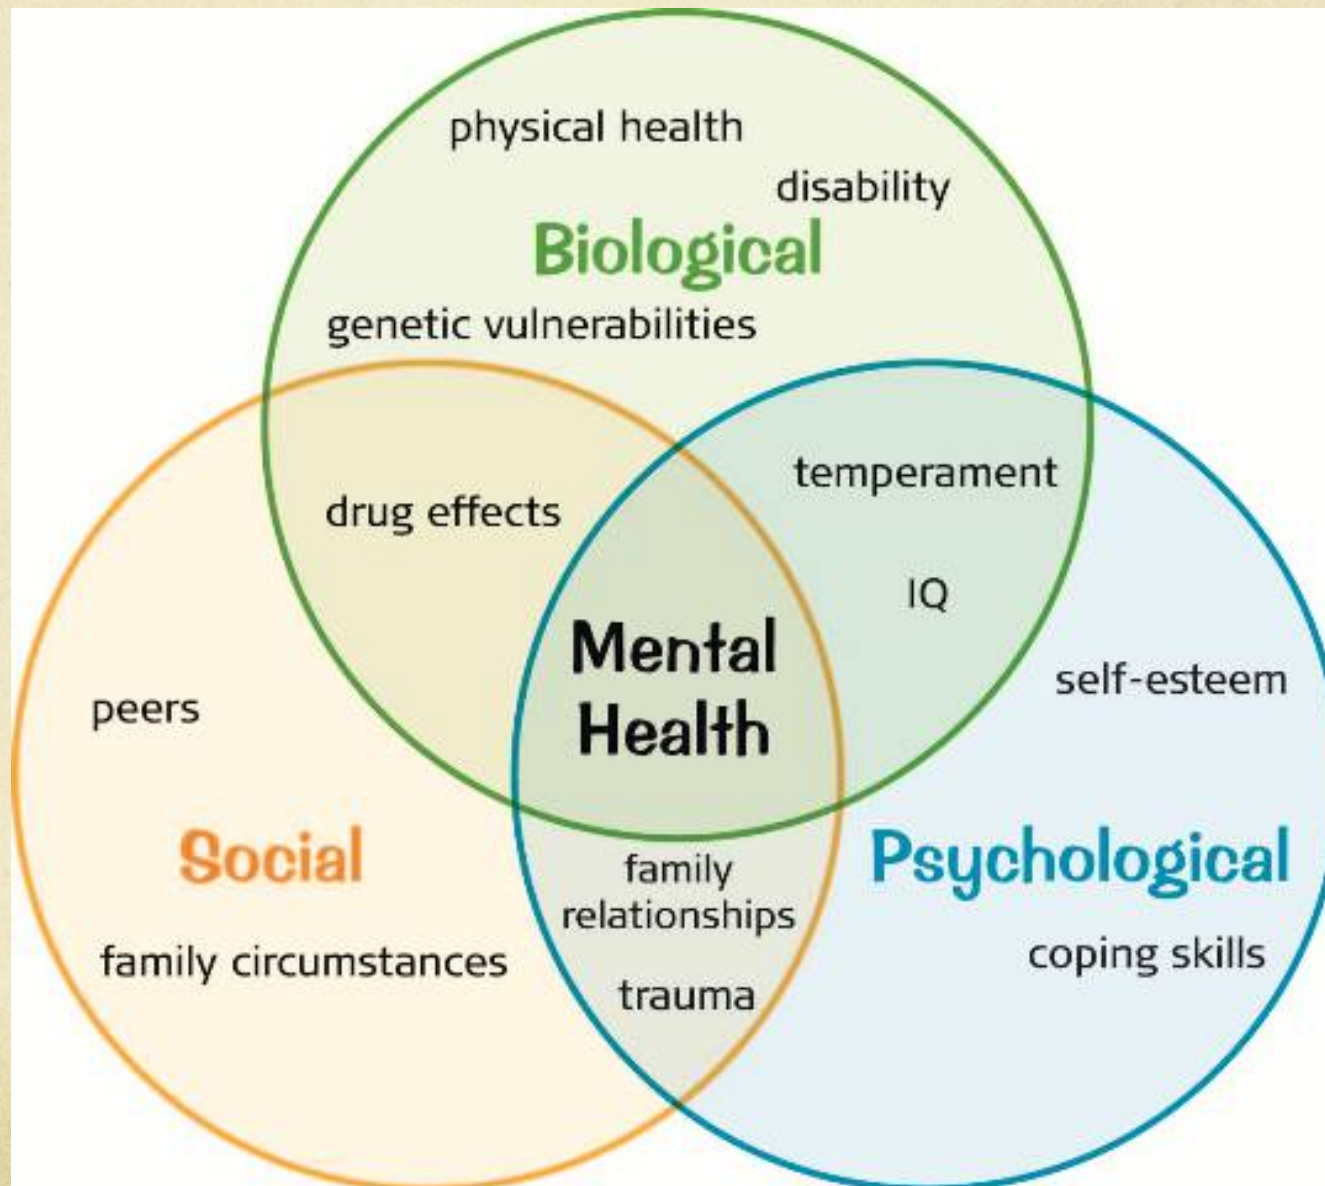 physical health
disability
Biological
genetic vulnerabilities
temperament
drug effects
IQ
Mental
Health
self-esteem
peers
Social
family
relationships
Psychological
family circumstances
coping skills
trauma